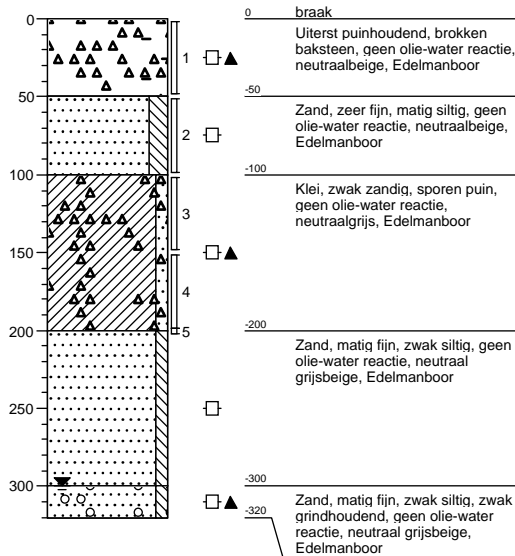 0
braak
0
Uiterst puinhoudend, brokken
baksteen, geen olie-water reactie,
neutraalbeige, Edelmanboor
1
50
-50
Zand, zeer fijn, matig siltig, geen
olie-water reactie, neutraalbeige,
Edelmanboor
2
100
-100
Klei, zwak zandig, sporen puin,
geen olie-water reactie,
neutraalgrijs, Edelmanboor
3
150
4
200
5
-200
Zand, matig fijn, zwak siltig, geen
olie-water reactie, neutraal
grijsbeige, Edelmanboor
250
300
-300
Zand, matig fijn, zwak siltig, zwak
grindhoudend, geen olie-water
reactie, neutraal grijsbeige,
Edelmanboor
-320